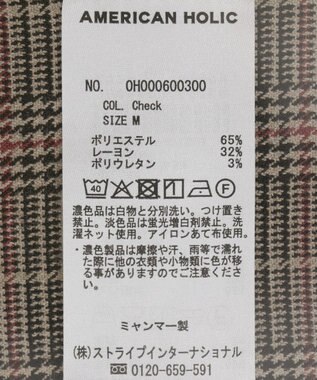 AMERICAN HOLIC
NO. 0H000600300
COL. Check
SIZE M
ポリエステル 65%
レーヨン 32%
ポリウレタン 3%
40 F
濃色品は白物と分別洗い。つけ置き
禁止。淡色品は蛍光増白剤禁止。洗
濯ネット使用。アイロンあて布使用。
・濃色製品は摩擦や汗、雨等で濡れ
た際に他の衣類や小物類に色が移
る事がありますのでご注意くださ
い。
ミャンマー製
(株)ストライプインターナショナル
0120-659-591